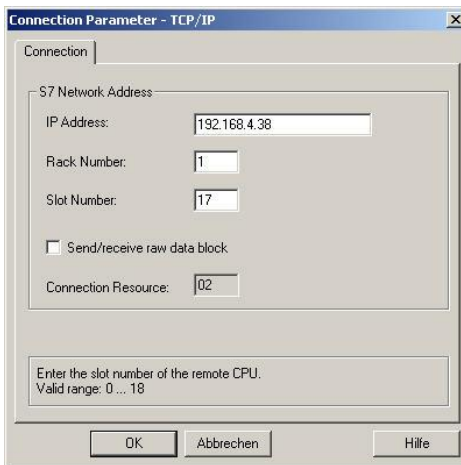 Connection Parameter - TCP/IP
Connection
S7 Network Address
IP Address: 192.168.4.38
Rack Number: 1
Slot Number: 17
Send/receive raw data block
Connection Resource: 02
Enter the slot number of the remote CPU.
Valid range: 0 ... 18
OK Abbrechen Hilfe